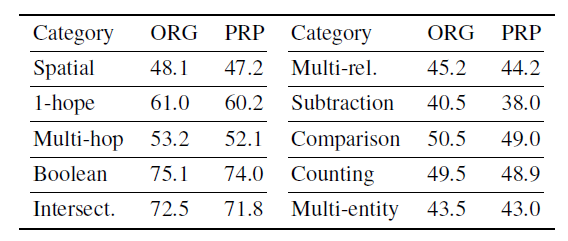 Category ORG PRP Category ORG PRP
Spatial 48.1 47.2 Multi-rel. 45.2 44.2
1-hope 61.0 60.2 Subtraction 40.5 38.0
Multi-hop 53.2 52.1 Comparison 50.5 49.0
Boolean 75.1 74.0 Counting 49.5 48.9
Intersect. 72.5 71.8 Multi-entity 43.5 43.0